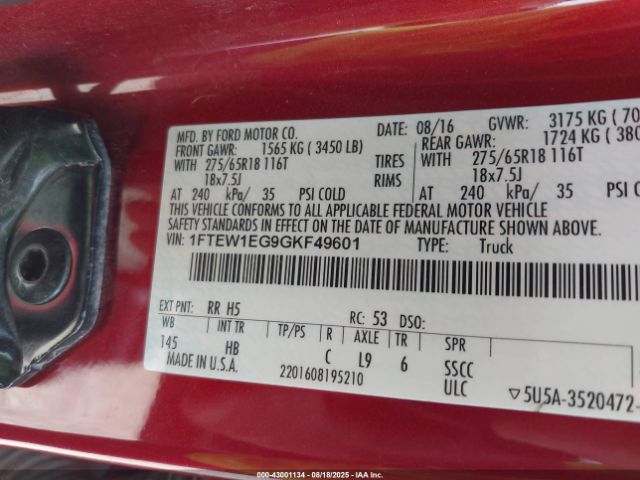 MFD. BY FORD MOTOR CO.
DATE: 08/16 GVWR: 3175 KG ( 70
FRONT GAWR: 1565 KG ( 3450 LB)
REAR GAWR: 1724 KG ( 380
WITH 275/65R18 116T TIRES WITH 275/65R18 116T
18x7.5J RIMS 18x7.5J
AT 240 kPa/ 35 PSI COLD AT 240 kPa/ 35
THIS VEHICLE CONFORMS TO ALL APPLICABLE FEDERAL MOTOR VEHICLE
SAFETY STANDARDS IN EFFECT ON THE DATE OF MANUFACTURE SHOWN ABOVE.
VIN: 1FTEW1EG9GKF49601 TYPE: Truck
EXT PNT: RR H5 RC: 53 DSO:
WB INT TR TP/PS R AXLE TR SPR
145 HB C L9 6 SSCC
MADE IN U.S.A. 2201608195210 ULC ▽5U5A-3520472-
000-43001134 - 08/18/2025 - IAAI.COM